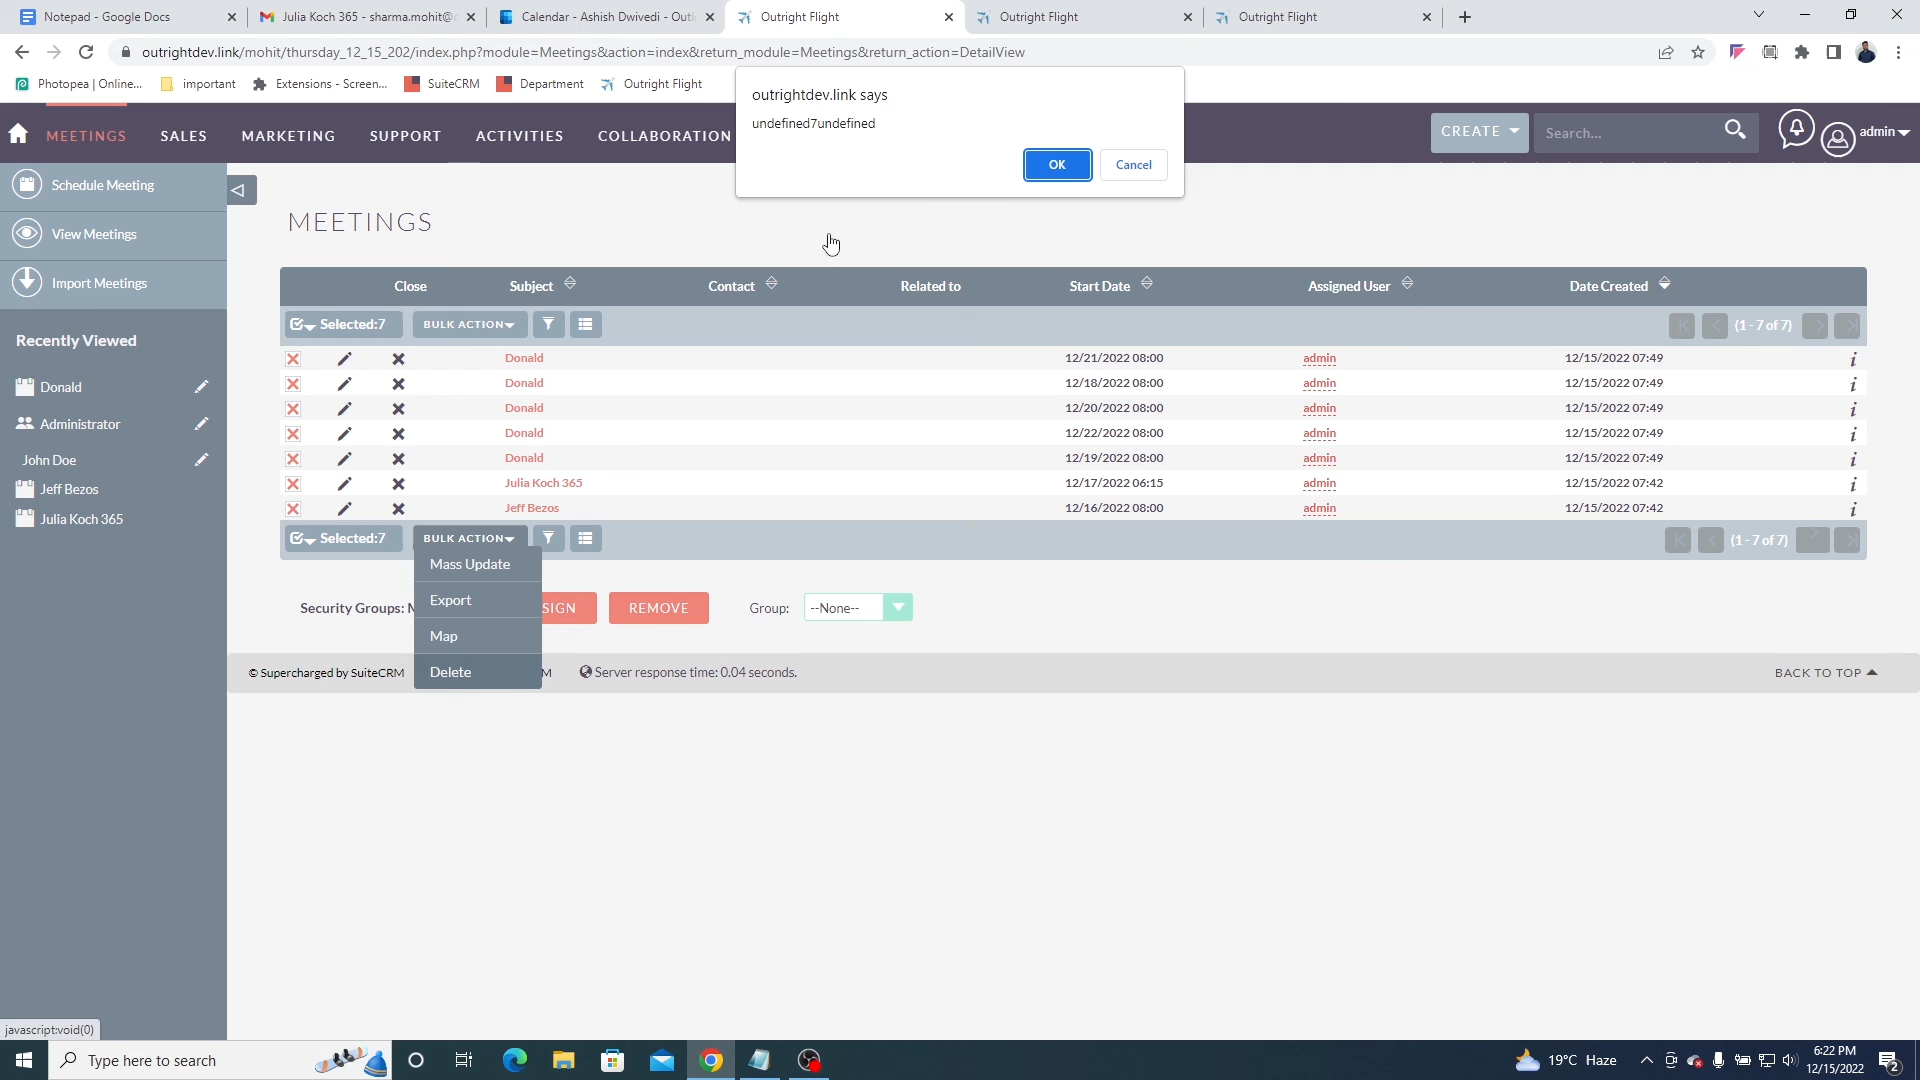 Notepad - Google Docs
Julia Koch 365 - sharma.mohit@
Calendar - Ashish Dwivedi - Outl
Outright Flight
Outright Flight
Outright Flight
outrightdev.link/mohit/thursday_12_15_202/index.php?module=Meetings&action=index&return_module=Meetings&return_action=DetailView
Photopea | Online...
important
Extensions - Screen...
SuiteCRM
Department
Outright Flight
outrightdev.link says
undefined7undefined
OK
Cancel
MEETINGS
SALES
MARKETING
SUPPORT
ACTIVITIES
COLLABORATION
CREATE
Search...
admin
Schedule Meeting
View Meetings
Import Meetings
Recently Viewed
Donald
Administrator
John Doe
Jeff Bezos
Julia Koch 365
MEETINGS
Close Subject Contact Related to Start Date Assigned User Date Created
Selected:7 BULK ACTION (1 - 7 of 7)
Donald 12/21/2022 08:00 admin 12/15/2022 07:49 i
Donald 12/18/2022 08:00 admin 12/15/2022 07:49 i
Donald 12/20/2022 08:00 admin 12/15/2022 07:49 i
Donald 12/22/2022 08:00 admin 12/15/2022 07:49 i
Donald 12/19/2022 08:00 admin 12/15/2022 07:49 i
Julia Koch 365 12/17/2022 06:15 admin 12/15/2022 07:42 i
Jeff Bezos 12/16/2022 08:00 admin 12/15/2022 07:42 i
Selected:7 BULK ACTION (1 - 7 of 7)
Mass Update
Export
Map
Delete
Security Groups: M
SIGN
REMOVE
Group:
--None--
© Supercharged by SuiteCRM
M
Server response time: 0.04 seconds.
BACK TO TOP
javascript:void(0)
Type here to search
19°C Haze
6:22 PM
12/15/2022
2